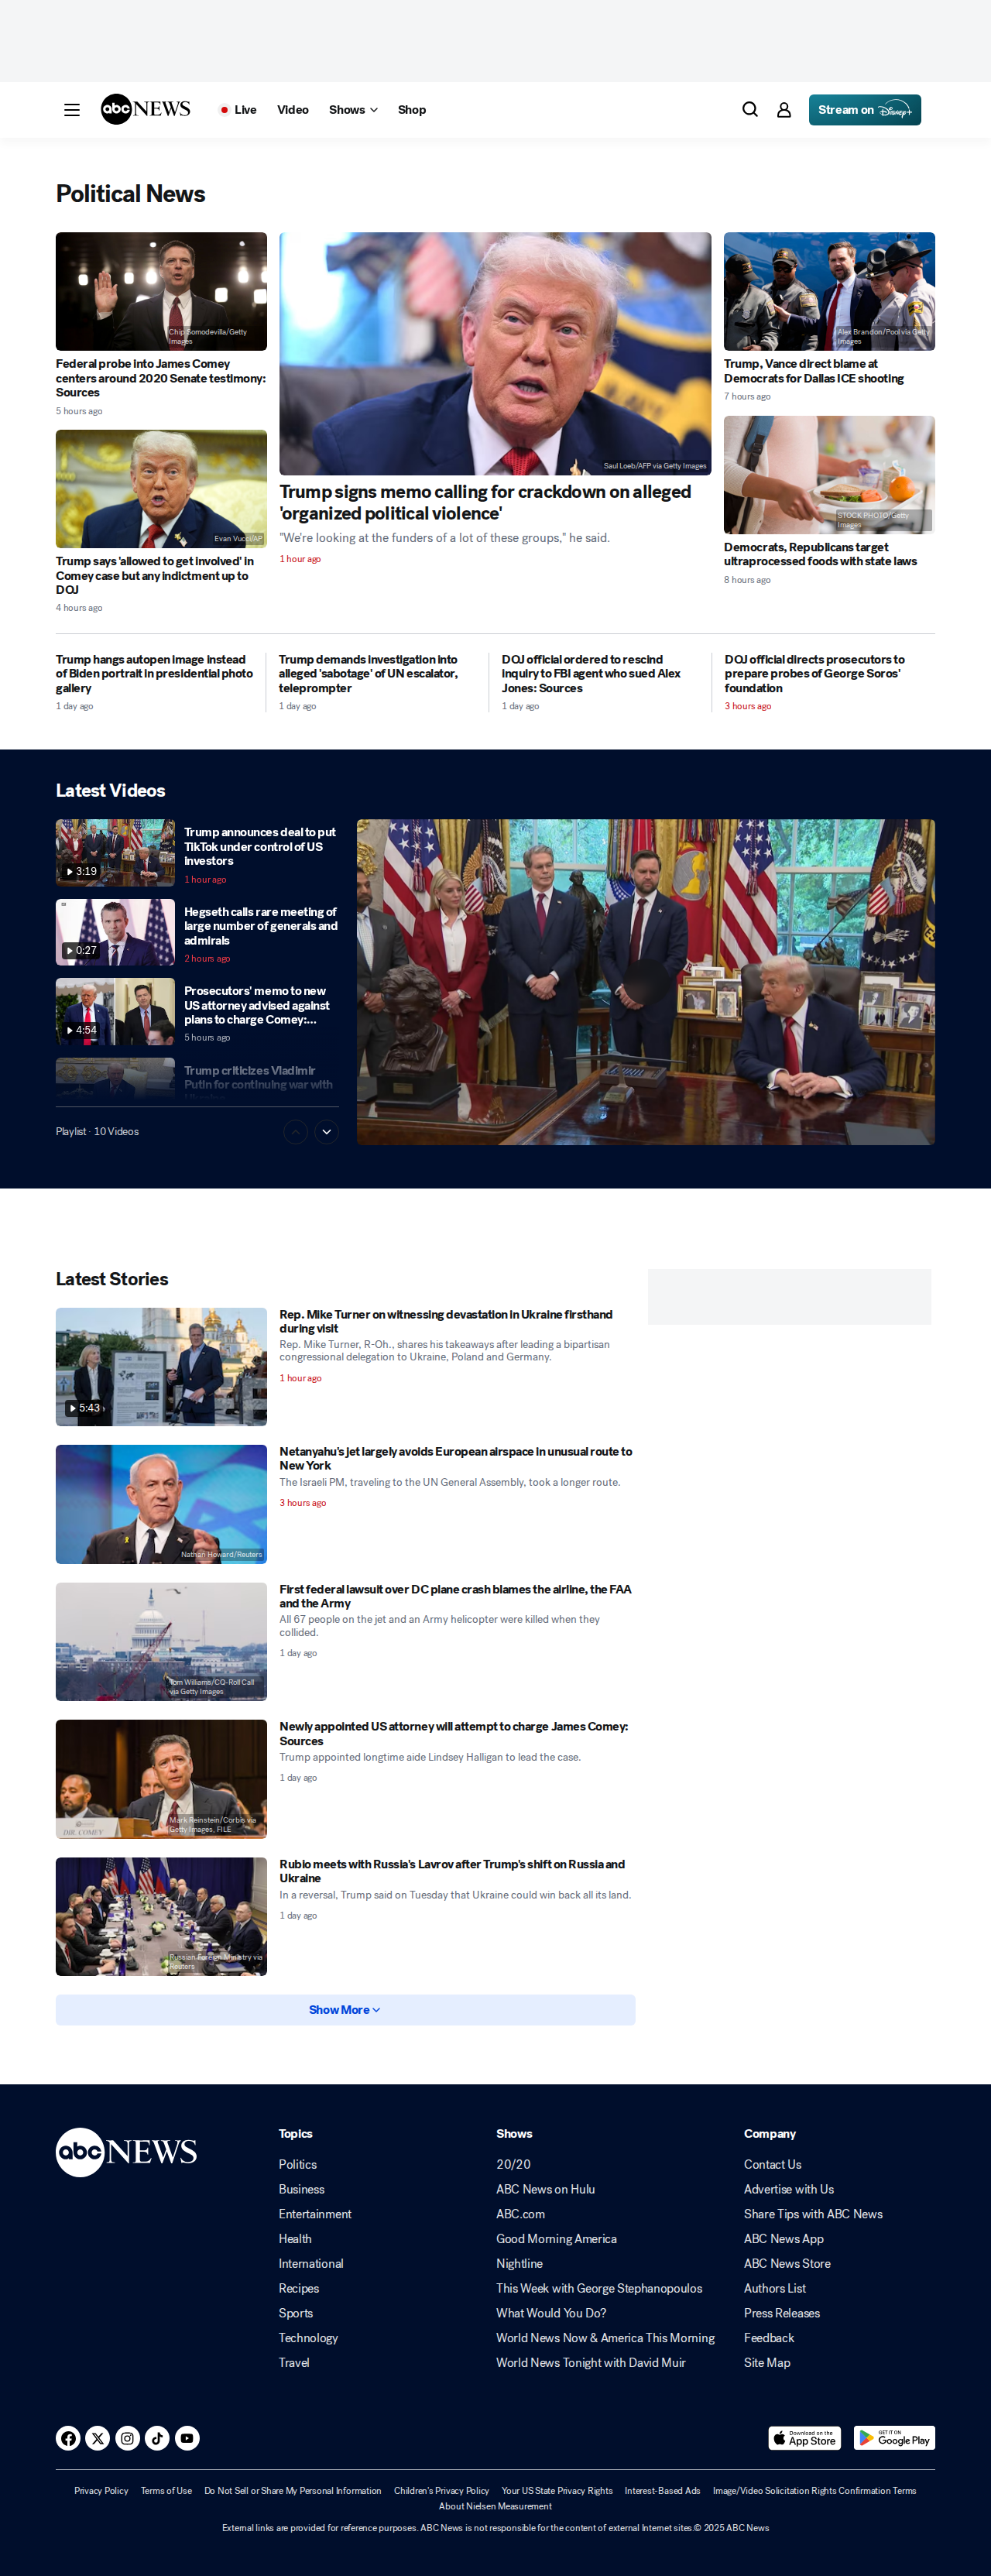 abc NEWS
Live
Video
Shows
Shop
Stream on Disney+
Political News
Chip Somodevilla/Getty
Images
Federal probe into James Comey
centers around 2020 Senate testimony:
Sources
5 hours ago
Evan Vucci/AP
Trump says 'allowed to get involved' in
Comey case but any indictment up to
DOJ
4 hours ago
Saul Loeb/AFP via Getty Images
Trump signs memo calling for crackdown on alleged
'organized political violence'
"We're looking at the funders of a lot of these groups," he said.
1 hour ago
Alex Brandon/Pool via Getty
Images
Trump, Vance direct blame at
Democrats for Dallas ICE shooting
7 hours ago
STOCK PHOTO/Getty
Images
Democrats, Republicans target
ultraprocessed foods with state laws
8 hours ago
Trump hangs autopen image instead
of Biden portrait in presidential photo
gallery
1 day ago
Trump demands investigation into
alleged 'sabotage' of UN escalator,
teleprompter
1 day ago
DOJ official ordered to rescind
inquiry to FBI agent who sued Alex
Jones: Sources
1 day ago
DOJ official directs prosecutors to
prepare probes of George Soros'
foundation
3 hours ago
Latest Videos
3:19
Trump announces deal to put
TikTok under control of US
investors
1 hour ago
0:27
Hegseth calls rare meeting of
large number of generals and
admirals
2 hours ago
4:54
Prosecutors' memo to new
US attorney advised against
plans to charge Comey:...
5 hours ago
Trump criticizes Vladimir
Putin for continuing war with
Playlist · 10 Videos
Latest Stories
5:43
Rep. Mike Turner on witnessing devastation in Ukraine firsthand
during visit
Rep. Mike Turner, R-Oh., shares his takeaways after leading a bipartisan
congressional delegation to Ukraine, Poland and Germany.
1 hour ago
Nathan Howard/Reuters
Netanyahu's jet largely avoids European airspace in unusual route to
New York
The Israeli PM, traveling to the UN General Assembly, took a longer route.
3 hours ago
Tom Williams/CQ-Roll Call
via Getty Images
First federal lawsuit over DC plane crash blames the airline, the FAA
and the Army
All 67 people on the jet and an Army helicopter were killed when they
collided.
1 day ago
Mark Reinstein/Corbis via
Getty Images, FILE
Newly appointed US attorney will attempt to charge James Comey:
Sources
Trump appointed longtime aide Lindsey Halligan to lead the case.
1 day ago
Russian Foreign Ministry via
Reuters
Rubio meets with Russia's Lavrov after Trump's shift on Russia and
Ukraine
In a reversal, Trump said on Tuesday that Ukraine could win back all its land.
1 day ago
Show More
abc NEWS
Topics
Politics
Business
Entertainment
Health
International
Recipes
Sports
Technology
Travel
Shows
20/20
ABC News on Hulu
ABC.com
Good Morning America
Nightline
This Week with George Stephanopoulos
What Would You Do?
World News Now & America This Morning
World News Tonight with David Muir
Company
Contact Us
Advertise with Us
Share Tips with ABC News
ABC News App
ABC News Store
Authors List
Press Releases
Feedback
Site Map
Download on the
App Store
GET IT ON
Google Play
Privacy Policy
Terms of Use
Do Not Sell or Share My Personal Information
Children's Privacy Policy
Your US State Privacy Rights
Interest-Based Ads
Image/Video Solicitation Rights Confirmation Terms
About Nielsen Measurement
External links are provided for reference purposes. ABC News is not responsible for the content of external Internet sites.© 2025 ABC News